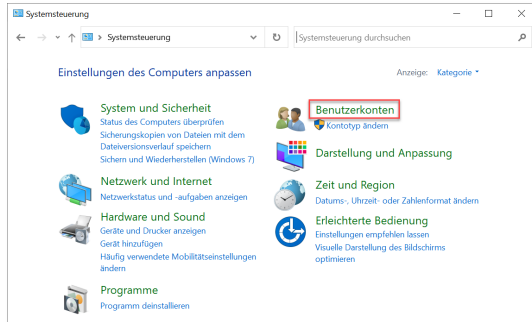 Systemsteuerung
Systemsteuerung
Systemsteuerung durchsuchen
Einstellungen des Computers anpassen
Anzeige: Kategorie
System und Sicherheit
Status des Computers überprüfen
Sicherungskopien von Dateien mit dem
Dateiversionsverlauf speichern
Sichern und Wiederherstellen (Windows 7)
Netzwerk und Internet
Netzwerkstatus und -aufgaben anzeigen
Hardware und Sound
Geräte und Drucker anzeigen
Gerät hinzufügen
Häufig verwendete Mobilitätseinstellungen
ändern
Programme
Programm deinstallieren
Benutzerkonten
Kontotyp ändern
Darstellung und Anpassung
Zeit und Region
Datums-, Uhrzeit- oder Zahlenformat ändern
Erleichterte Bedienung
Einstellungen empfehlen lassen
Visuelle Darstellung des Bildschirms
optimieren